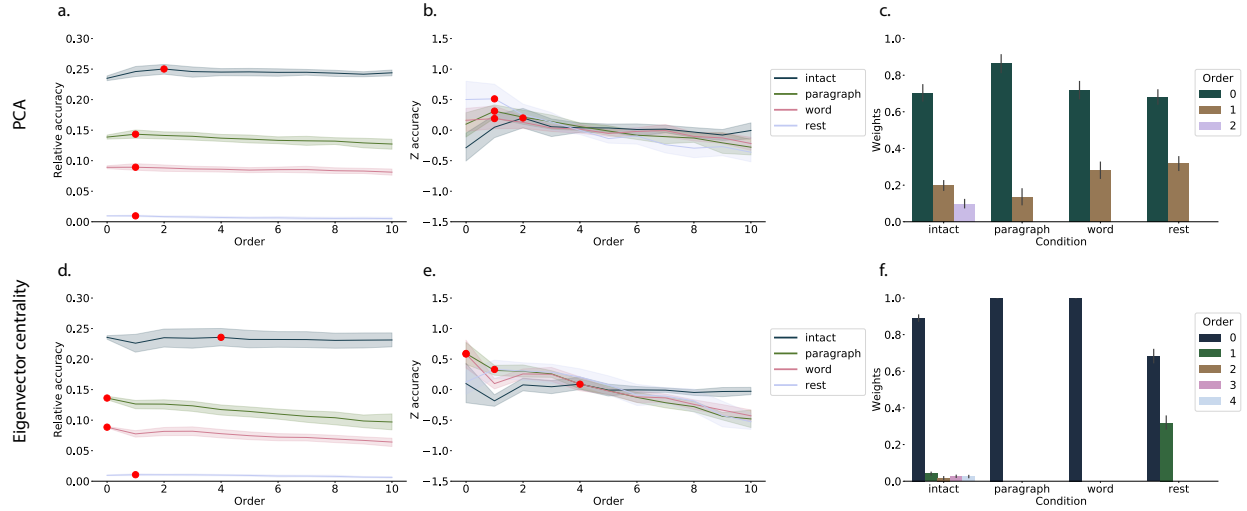 a.
b.
c.
PCA
Relative accuracy
0.30
0.25
0.20
0.15
0.10
0.05
0.00
0 2 4 6 8 10
Order
Z accuracy
1.5
1.0
0.5
0.0
−0.5
−1.0
−1.5
0 2 4 6 8 10
Order
intact
paragraph
word
rest
Weights
1.0
0.8
0.6
0.4
0.2
0.0
intact paragraph word rest
Condition
Order
0
1
2
d.
e.
f.
Eigenvector centrality
Relative accuracy
0.30
0.25
0.20
0.15
0.10
0.05
0.00
0 2 4 6 8 10
Order
Z accuracy
1.5
1.0
0.5
0.0
−0.5
−1.0
−1.5
0 2 4 6 8 10
Order
intact
paragraph
word
rest
Weights
1.0
0.8
0.6
0.4
0.2
0.0
intact paragraph word rest
Condition
Order
0
1
2
3
4